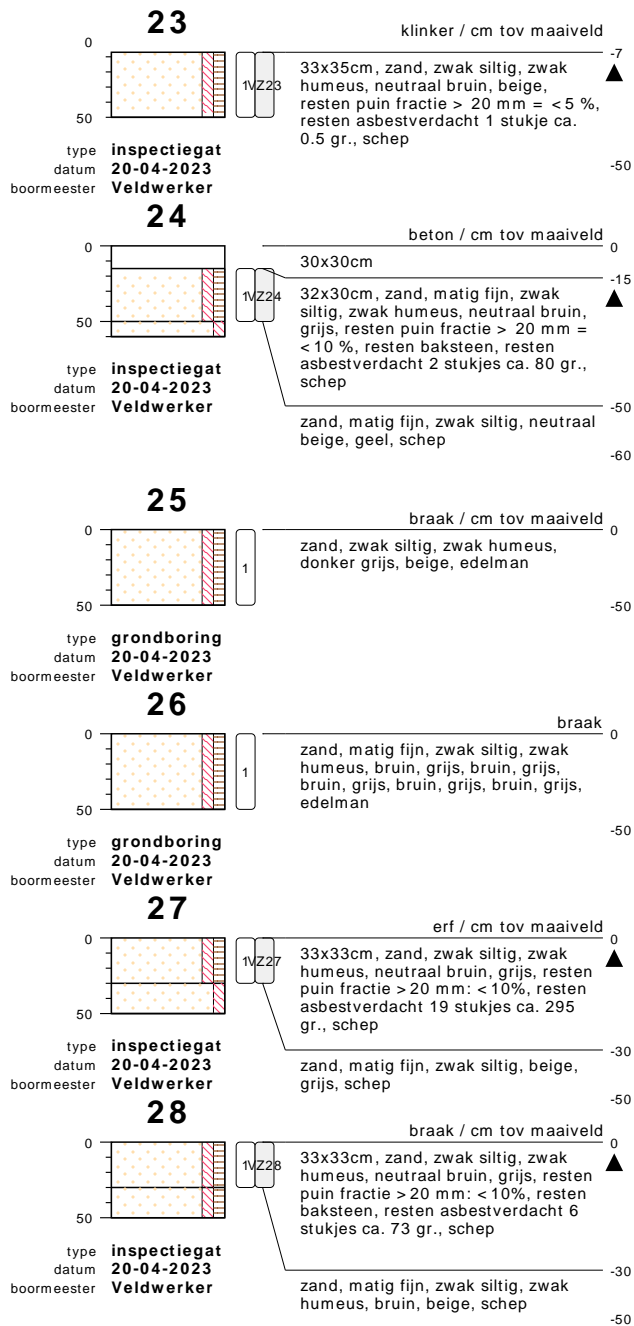 23
klinker / cm tov maaiveld
0
-7
33x35cm, zand, zwak siltig, zwak
humeus, neutraal bruin, beige,
resten puin fractie > 20 mm = <5 %,
resten asbestverdacht 1 stukje ca.
0.5 gr., schep
1
VZ23
50
-50
type inspectiegat
datum 20-04-2023
boormeester Veldwerker
24
beton / cm tov maaiveld
0
0
30x30cm
-15
32x30cm, zand, matig fijn, zwak
siltig, zwak humeus, neutraal bruin,
grijs, resten puin fractie > 20 mm =
<10 %, resten baksteen, resten
asbestverdacht 2 stukjes ca. 80 gr.,
schep
1
VZ24
50
-50
zand, matig fijn, zwak siltig, neutraal
beige, geel, schep
-60
type inspectiegat
datum 20-04-2023
boormeester Veldwerker
25
braak / cm tov maaiveld
0
0
zand, zwak siltig, zwak humeus,
donker grijs, beige, edelman
1
50
-50
type grondboring
datum 20-04-2023
boormeester Veldwerker
26
braak
0
0
zand, matig fijn, zwak siltig, zwak
humeus, bruin, grijs, bruin, grijs,
bruin, grijs, bruin, grijs, bruin, grijs,
edelman
1
50
-50
type grondboring
datum 20-04-2023
boormeester Veldwerker
27
erf / cm tov maaiveld
0
0
33x33cm, zand, zwak siltig, zwak
humeus, neutraal bruin, grijs, resten
puin fractie >20 mm: <10%, resten
asbestverdacht 19 stukjes ca. 295
gr., schep
1
VZ27
50
-30
zand, matig fijn, zwak siltig, beige,
grijs, schep
-50
type inspectiegat
datum 20-04-2023
boormeester Veldwerker
28
braak / cm tov maaiveld
0
0
33x33cm, zand, zwak siltig, zwak
humeus, neutraal bruin, grijs, resten
puin fractie >20 mm: <10%, resten
baksteen, resten asbestverdacht 6
stukjes ca. 73 gr., schep
1
VZ28
50
-30
zand, matig fijn, zwak siltig, zwak
humeus, bruin, beige, schep
-50
type inspectiegat
datum 20-04-2023
boormeester Veldwerker